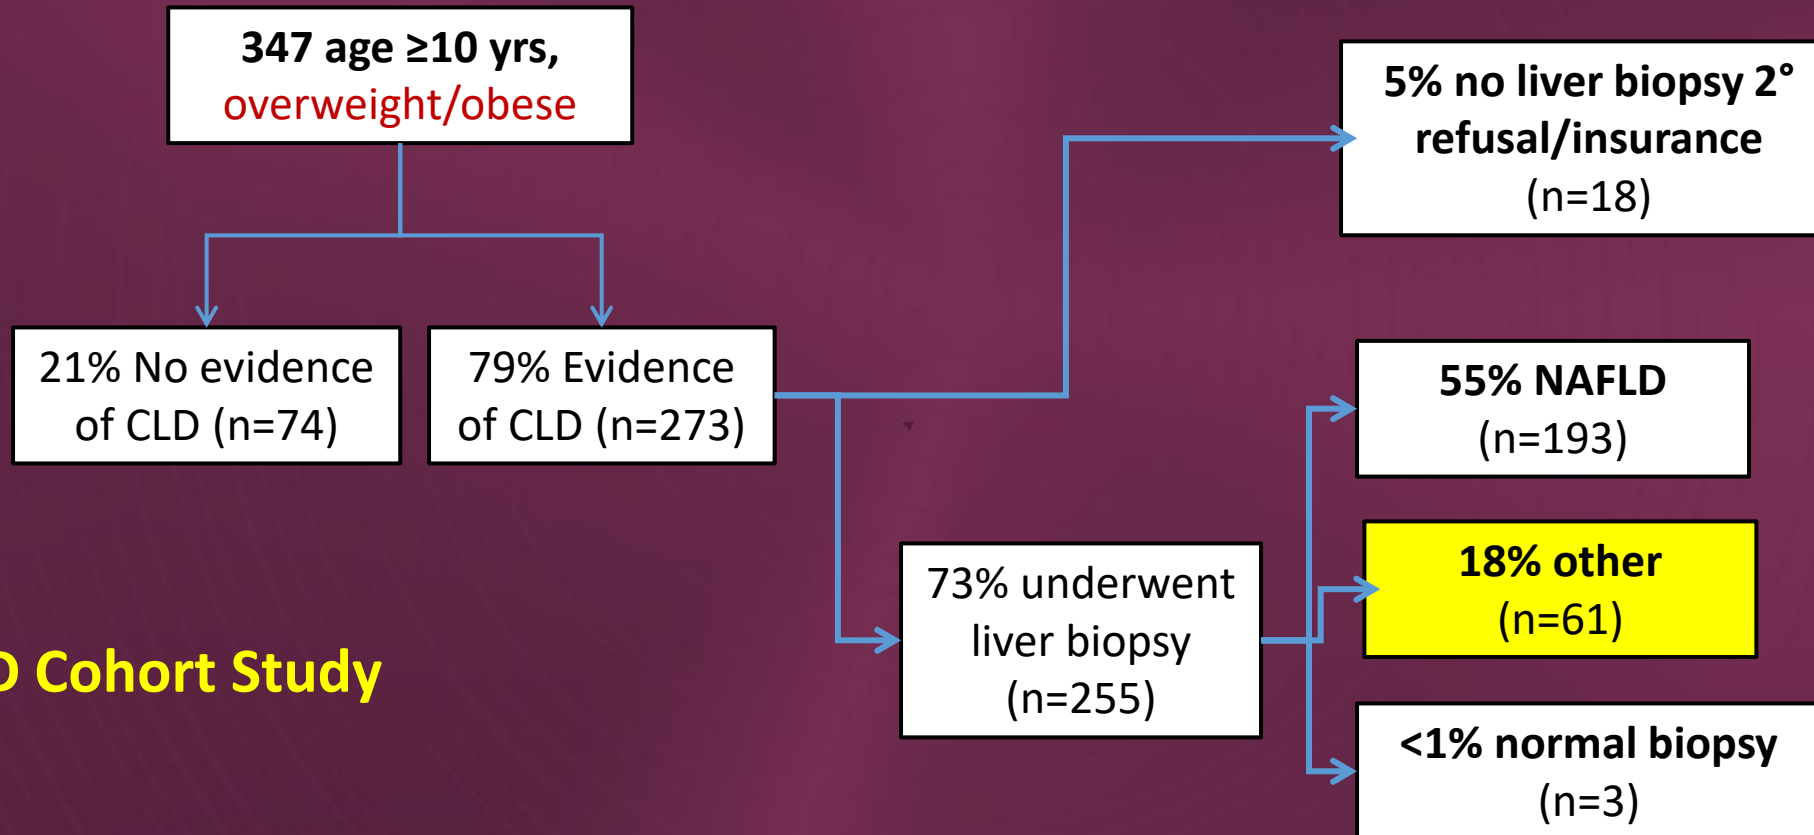 347 age ≥10 yrs,
overweight/obese
5% no liver biopsy 2°
refusal/insurance
(n=18)
21% No evidence
of CLD (n=74)
79% Evidence
of CLD (n=273)
55% NAFLD
(n=193)
73% underwent
liver biopsy
(n=255)
18% other
(n=61)
D Cohort Study
<1% normal biopsy
(n=3)